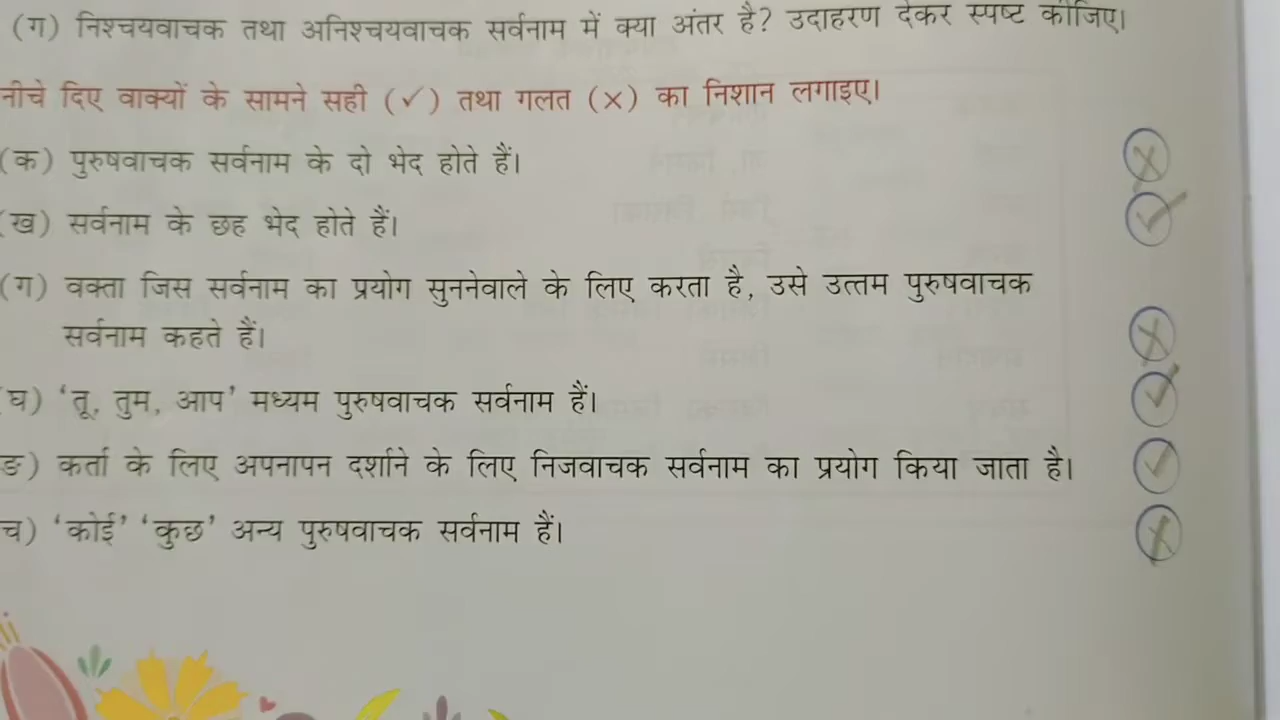 (ग) निश्चयवाचक तथा अनिश्चयवाचक सर्वनाम में क्या अंतर है? उदाहरण देकर स्पष्ट कीजिए।
नीचे दिए वाक्यों के सामने सही (✓) तथा गलत (×) का निशान लगाइए।
(क) पुरुषवाचक सर्वनाम के दो भेद होते हैं। ×
(ख) सर्वनाम के छह भेद होते हैं। ✓
(ग) वक्ता जिस सर्वनाम का प्रयोग सुननेवाले के लिए करता है, उसे उत्तम पुरुषवाचक
सर्वनाम कहते हैं। ×
घ) ‘तू, तुम, आप’ मध्यम पुरुषवाचक सर्वनाम हैं। ✓
ङ) कर्ता के लिए अपनापन दर्शाने के लिए निजवाचक सर्वनाम का प्रयोग किया जाता है। ✓
च) ‘कोई’ ‘कुछ’ अन्य पुरुषवाचक सर्वनाम हैं। ×